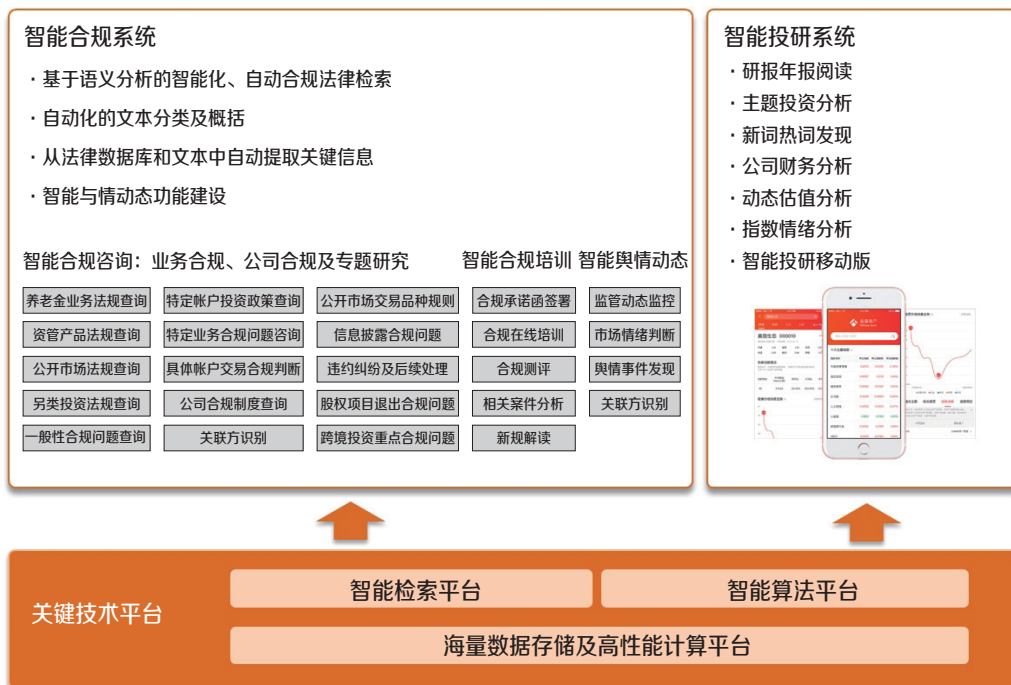 智能合规系统
·基于语义分析的智能化、自动合规法律检索
·自动化的文本分类及概括
·从法律数据库和文本中自动提取关键信息
·智能与情动态功能建设
智能合规咨询：业务合规、公司合规及专题研究
养老金业务法规查询
特定帐户投资政策查询
公开市场交易品种规则
资管产品法规查询
特定业务合规问题咨询
信息披露合规问题
公开市场法规查询
具体帐户交易合规判断
违约纠纷及后续处理
另类投资法规查询
公司合规制度查询
股权项目退出合规问题
一般性合规问题查询
关联方识别
跨境投资重点合规问题
智能合规培训
合规承诺函签署
合规在线培训
合规测评
相关案件分析
新规解读
智能舆情动态
监管动态监控
市场情绪判断
舆情事件发现
关联方识别
智能投研系统
·研报年报阅读
·主题投资分析
·新词热词发现
·公司财务分析
·动态估值分析
·指数情绪分析
·智能投研移动版
关键技术平台
智能检索平台
智能算法平台
海量数据存储及高性能计算平台